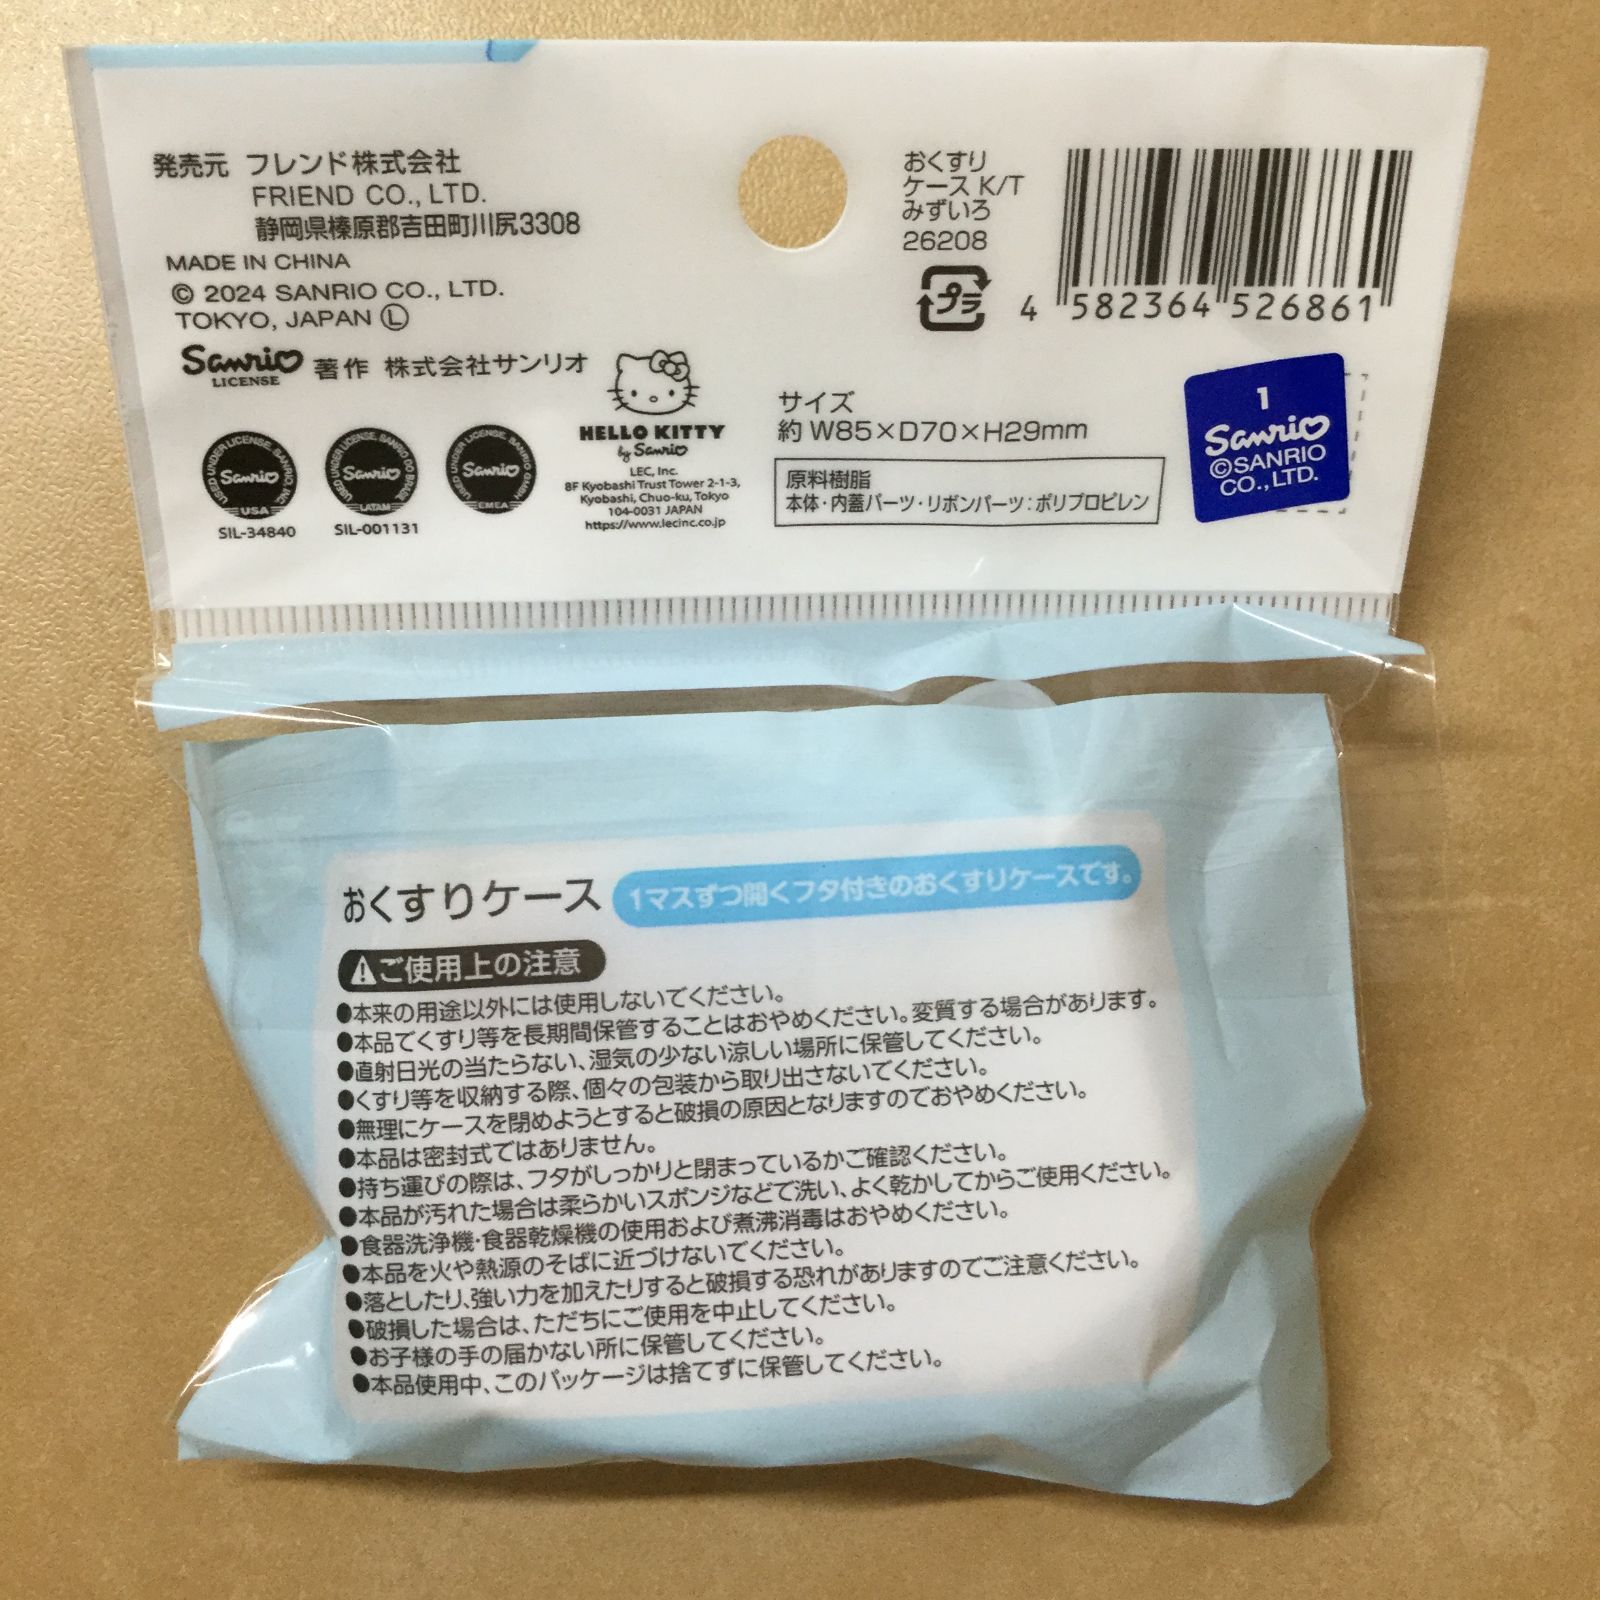 発売元 フレンド株式会社
FRIEND CO., LTD.
静岡県榛原郡吉田町川尻3308
MADE IN CHINA
© 2024 SANRIO CO., LTD.
TOKYO, JAPAN Ⓛ
Sanrio
LICENSE
著作 株式会社サンリオ
USED UNDER LICENSE. SANRIO, INC.
Sanrio
USA
SIL-34840
USED UNDER LICENSE. SANRIO DO BRASIL
Sanrio
LATAM
SIL-001131
USED UNDER LICENSE. SANRIO GMBH
Sanrio
EMEA
HELLO KITTY
by Sanrio
LEC, Inc.
8F Kyobashi Trust Tower 2-1-3,
Kyobashi, Chuo-ku, Tokyo
104-0031 JAPAN
https://www.lecinc.co.jp
おくすり
ケース K/T
みずいろ
26208
プラ
4 582364 526861
サイズ
約 W85×D70×H29mm
原料樹脂
本体・内蓋パーツ・リボンパーツ：ポリプロピレン
1
Sanrio
©SANRIO
CO., LTD.
おくすりケース 1マスずつ開くフタ付きのおくすりケースです。
⚠ご使用上の注意
●本来の用途以外には使用しないでください。
●本品でくすり等を長期間保管することはおやめください。変質する場合があります。
●直射日光の当たらない、湿気の少ない涼しい場所に保管してください。
●くすり等を収納する際、個々の包装から取り出さないでください。
●無理にケースを閉めようとすると破損の原因となりますのでおやめください。
●本品は密封式ではありません。
●持ち運びの際は、フタがしっかりと閉まっているかご確認ください。
●本品が汚れた場合は柔らかいスポンジなどで洗い、よく乾かしてからご使用ください。
●食器洗浄機・食器乾燥機の使用および煮沸消毒はおやめください。
●本品を火や熱源のそばに近づけないでください。
●落としたり、強い力を加えたりすると破損する恐れがありますのでご注意ください。
●破損した場合は、ただちにご使用を中止してください。
●お子様の手の届かない所に保管してください。
●本品使用中、このパッケージは捨てずに保管してください。